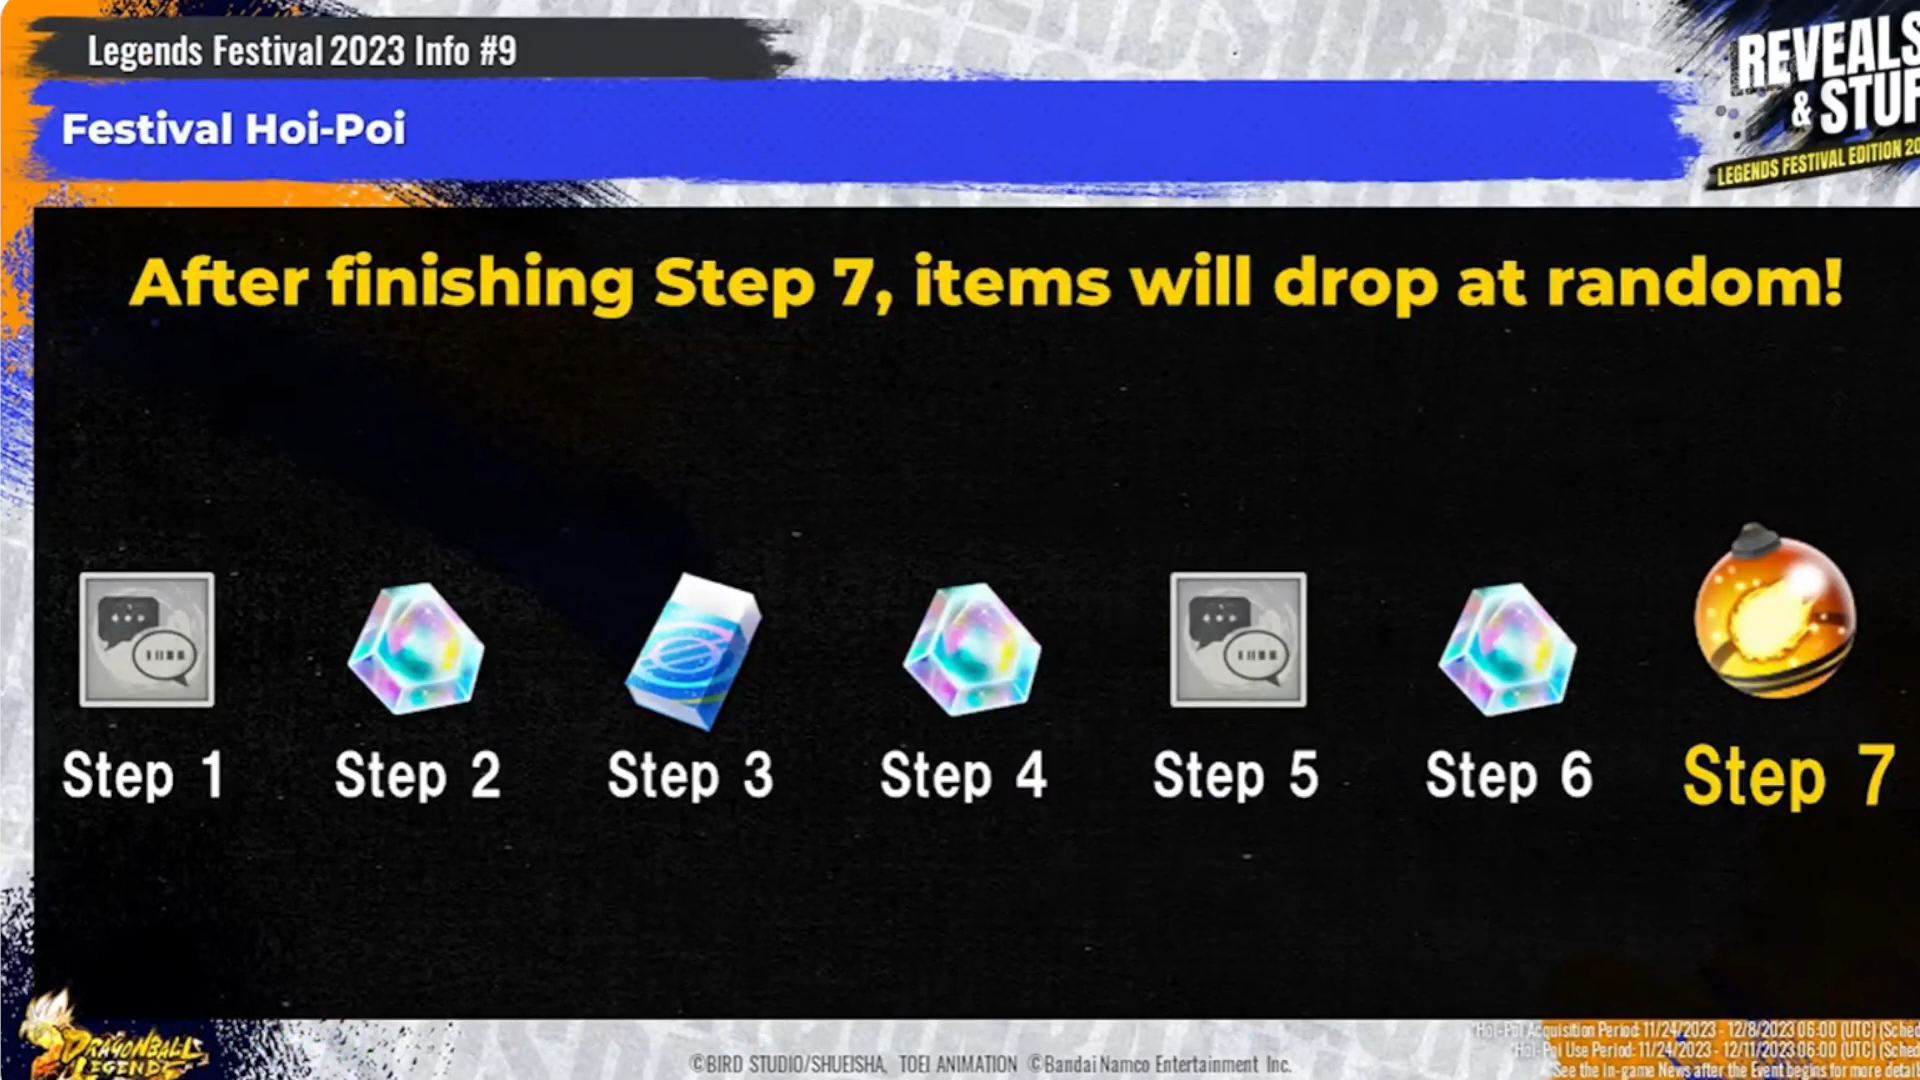 Legends Festival 2023 Info #9
REVEALS
& STUF
LEGENDS FESTIVAL EDITION 20
Festival Hoi-Poi
After finishing Step 7, items will drop at random!
Step 1
Step 2
Step 3
Step 4
Step 5
Step 6
Step 7
DRAGONBALL
LEGENDS
©BIRD STUDIO/SHUEISHA, TOEI ANIMATION ©Bandai Namco Entertainment Inc.
*Hoi-Poi Acquisition Period: 11/24/2023 - 12/8/2023 06:00 (UTC) (Sched
*Hoi-Poi Use Period: 11/24/2023 - 12/11/2023 06:00 (UTC) (Sched
*See the in-game News after the Event begins for more detail